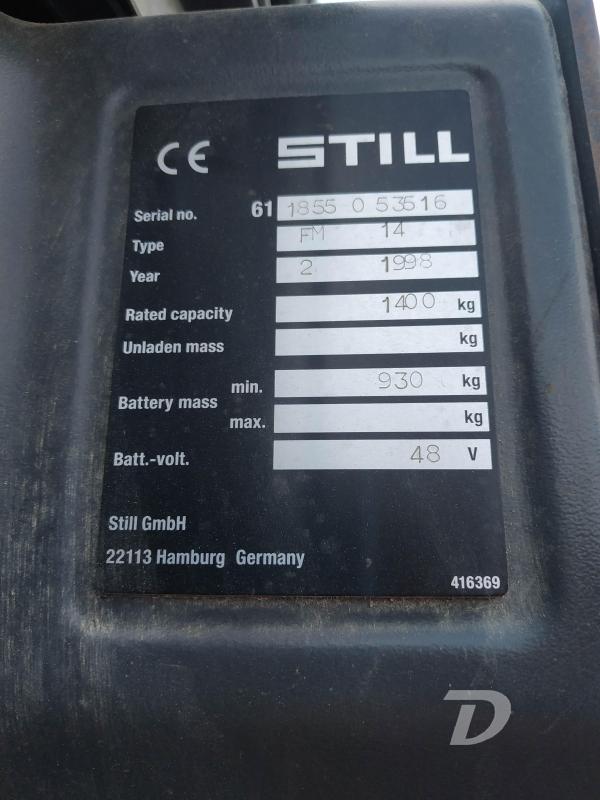 CE STILL
Serial no. 61 1855 0 53516
Type FM 14
Year 2 1998
Rated capacity 1400 kg
Unladen mass kg
Battery mass min. 930 kg
max. kg
Batt.-volt. 48 V
Still GmbH
22113 Hamburg Germany
416369
D